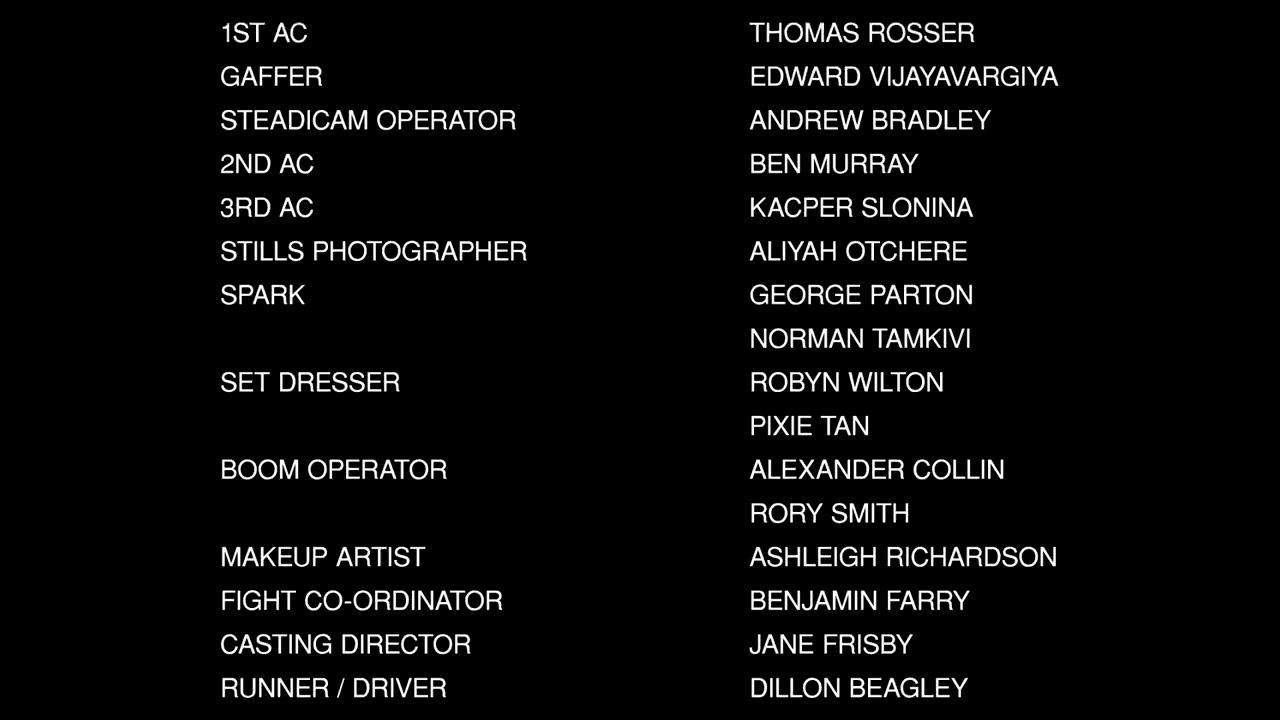 1ST AC THOMAS ROSSER
GAFFER EDWARD VIJAYAVARGIYA
STEADICAM OPERATOR ANDREW BRADLEY
2ND AC BEN MURRAY
3RD AC KACPER SLONINA
STILLS PHOTOGRAPHER ALIYAH OTCHERE
SPARK GEORGE PARTON
NORMAN TAMKIVI
SET DRESSER ROBYN WILTON
PIXIE TAN
BOOM OPERATOR ALEXANDER COLLIN
RORY SMITH
MAKEUP ARTIST ASHLEIGH RICHARDSON
FIGHT CO-ORDINATOR BENJAMIN FARRY
CASTING DIRECTOR JANE FRISBY
RUNNER / DRIVER DILLON BEAGLEY